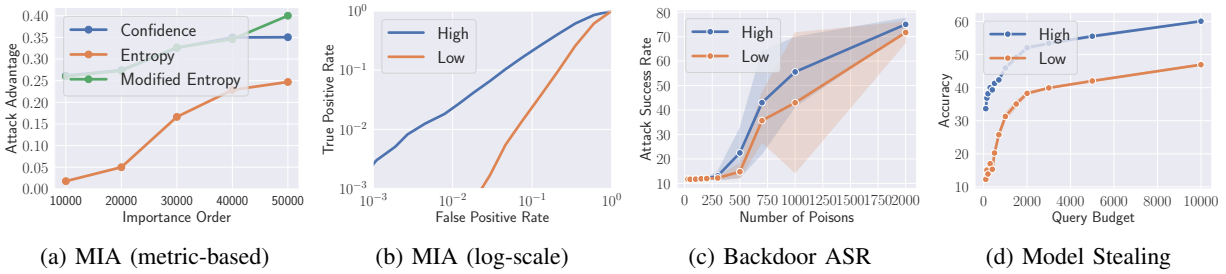 0.40
0.35
0.30
0.25
0.20
0.15
0.10
0.05
0.00
Attack Advantage
Confidence
Entropy
Modified Entropy
10000 20000 30000 40000 50000
Importance Order
(a) MIA (metric-based)
10⁰
10⁻¹
10⁻²
10⁻³
True Positive Rate
High
Low
10⁻³ 10⁻² 10⁻¹ 10⁰
False Positive Rate
(b) MIA (log-scale)
80
70
60
50
40
30
20
10
Attack Success Rate
High
Low
0 250 500 750 1000 1250 1500 1750 2000
Number of Poisons
(c) Backdoor ASR
60
50
40
30
20
10
Accuracy
High
Low
0 2000 4000 6000 8000 10000
Query Budget
(d) Model Stealing